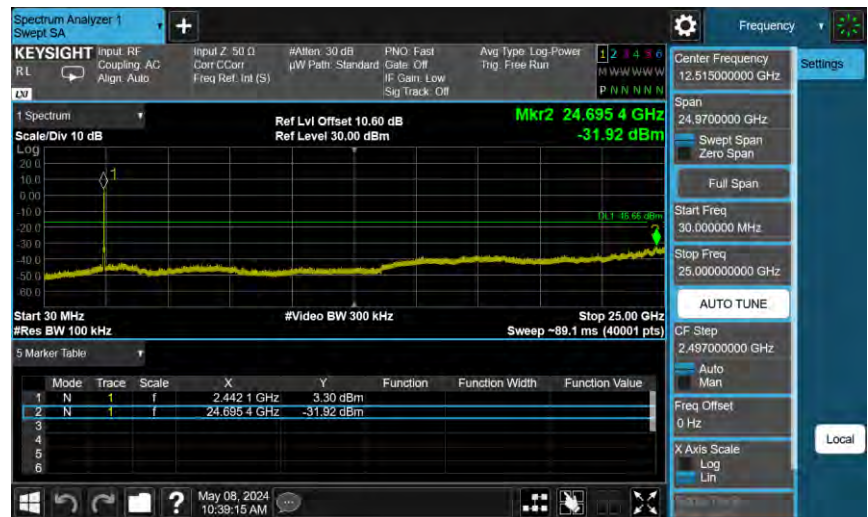 Spectrum Analyzer 1
Swept SA
+
Frequency
KEYSIGHT
RL
LXI
Input: RF
Coupling: AC
Align: Auto
Input Z: 50 Ω
Corr CCorr
Freq Ref: Int (S)
#Atten: 30 dB
µW Path: Standard
PNO: Fast
Gate: Off
IF Gain: Low
Sig Track: Off
Avg Type: Log-Power
Trig: Free Run
1 2 3 4 5 6
M W W W W W
P N N N N N
1 Spectrum
Scale/Div 10 dB
Ref Lvl Offset 10.60 dB
Ref Level 30.00 dBm
Mkr2 24.695 4 GHz
-31.92 dBm
Log
20.0
10.0
0.00
-10.0
-20.0
-30.0
-40.0
-50.0
-60.0
1
2
Start 30 MHz
#Res BW 100 kHz
#Video BW 300 kHz
Stop 25.00 GHz
Sweep ~89.1 ms (40001 pts)
5 Marker Table
Mode Trace Scale X Y Function Function Width Function Value
1 N 1 f 2.442 1 GHz 3.30 dBm
2 N 1 f 24.695 4 GHz -31.92 dBm
3
4
5
6
?
May 08, 2024
10:39:15 AM
Center Frequency
12.515000000 GHz
Span
24.9700000 GHz
Swept Span
Zero Span
Full Span
Start Freq
30.000000 MHz
Stop Freq
25.000000000 GHz
AUTO TUNE
CF Step
2.497000000 GHz
Auto
Man
Freq Offset
0 Hz
X Axis Scale
Log
Lin
Settings
Local